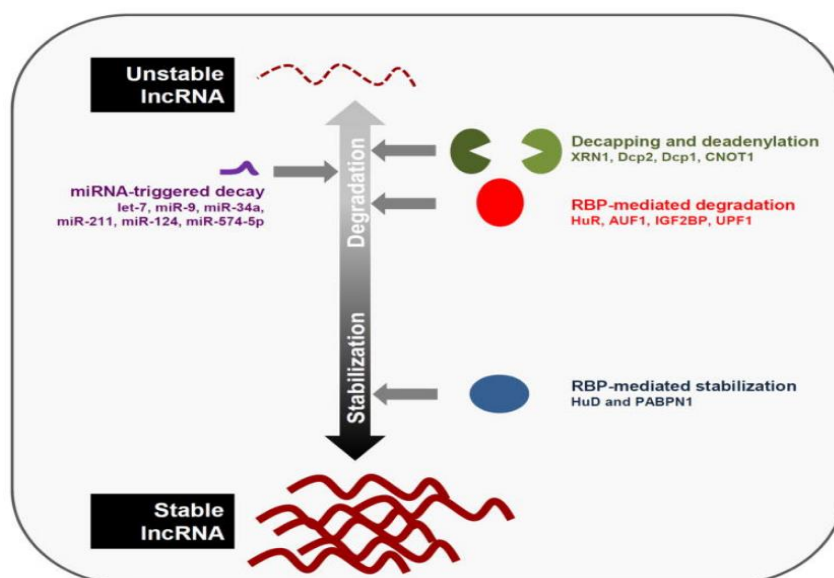 Unstable
lncRNA
Decapping and deadenylation
XRN1, Dcp2, Dcp1, CNOT1
miRNA-triggered decay
let-7, miR-9, miR-34a,
miR-211, miR-124, miR-574-5p
Degradation
RBP-mediated degradation
HuR, AUF1, IGF2BP, UPF1
Stabilization
RBP-mediated stabilization
HuD and PABPN1
Stable
lncRNA